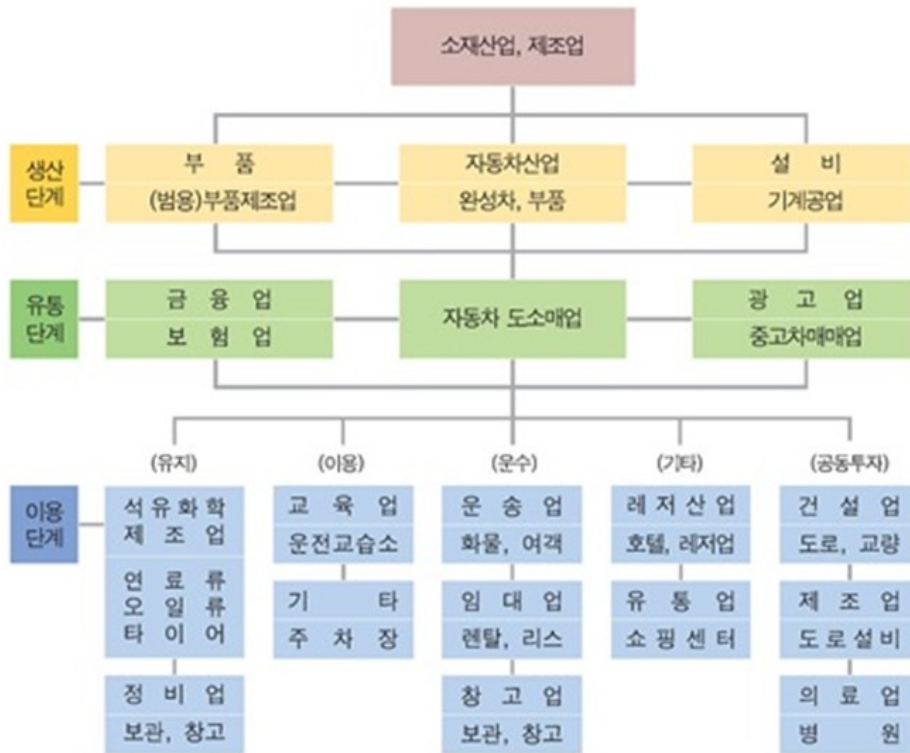 소재산업, 제조업
생산
단계
부 품
(범용)부품제조업
자동차산업
완성차, 부품
설 비
기계공업
유통
단계
금 융 업
보 험 업
자동차 도소매업
광 고 업
중고차매매업
(유지)
(이용)
(운수)
(기타)
(공동투자)
이용
단계
석유화학
제 조 업
연 료 류
오 일 류
타 이 어
정 비 업
보관, 창고
교 육 업
운전교습소
기 타
주 차 장
운 송 업
화물, 여객
임 대 업
렌탈, 리스
창 고 업
보관, 창고
레저산업
호텔, 레저업
유 통 업
쇼핑센터
건 설 업
도로, 교량
제 조 업
도로설비
의 료 업
병 원